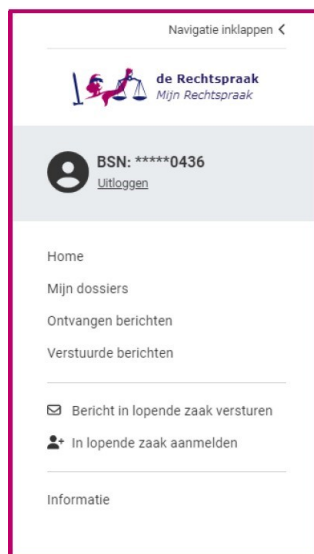 Navigatie inklappen
de Rechtspraak
Mijn Rechtspraak
BSN: *****0436
Uitloggen
Home
Mijn dossiers
Ontvangen berichten
Verstuurde berichten
Bericht in lopende zaak versturen
In lopende zaak aanmelden
Informatie